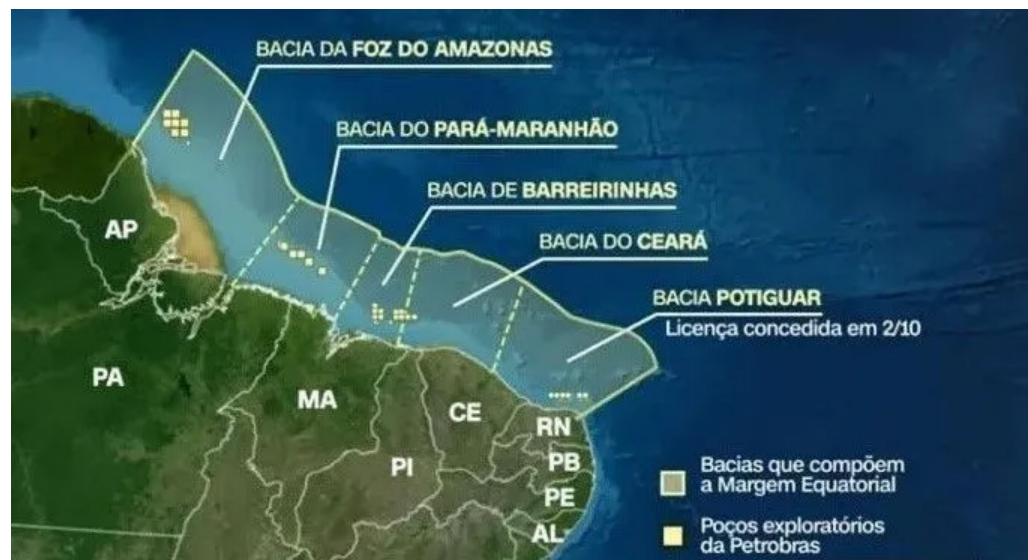 BACIA DA FOZ DO AMAZONAS
BACIA DO PARÁ-MARANHÃO
BACIA DE BARREIRINHAS
BACIA DO CEARÁ
BACIA POTIGUAR
Licença concedida em 2/10
AP
PA
MA
CE
PI
RN
PB
PE
AL
Bacias que compõem
a Margem Equatorial
Poços exploratórios
da Petrobras